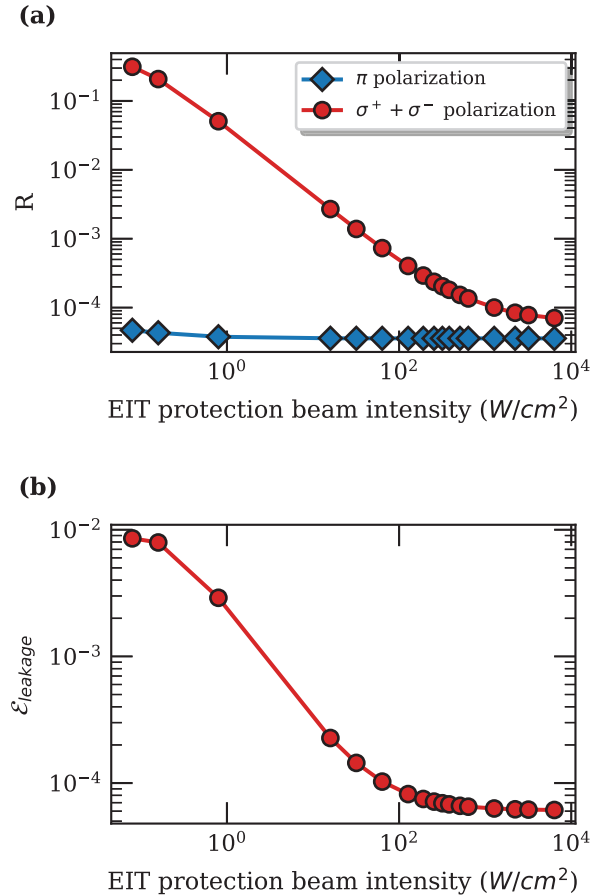 (a)
π polarization
σ⁺ + σ⁻ polarization
10⁻¹
10⁻²
10⁻³
10⁻⁴
R
10⁰
10²
10⁴
EIT protection beam intensity (W/cm²)
(b)
10⁻²
10⁻³
10⁻⁴
ℰleakage
10⁰
10²
10⁴
EIT protection beam intensity (W/cm²)